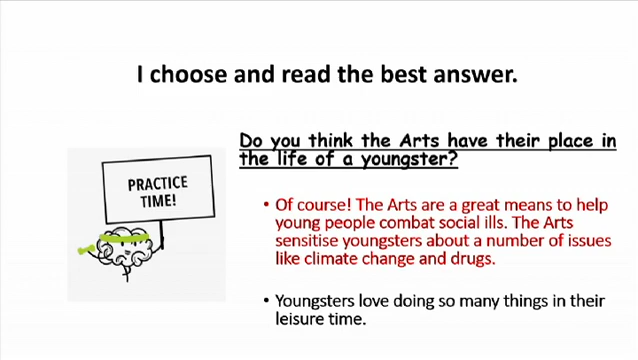 I choose and read the best answer.
Do you think the Arts have their place in
the life of a youngster?
PRACTICE
TIME!
• Of course! The Arts are a great means to help
young people combat social ills. The Arts
sensitise youngsters about a number of issues
like climate change and drugs.
• Youngsters love doing so many things in their
leisure time.